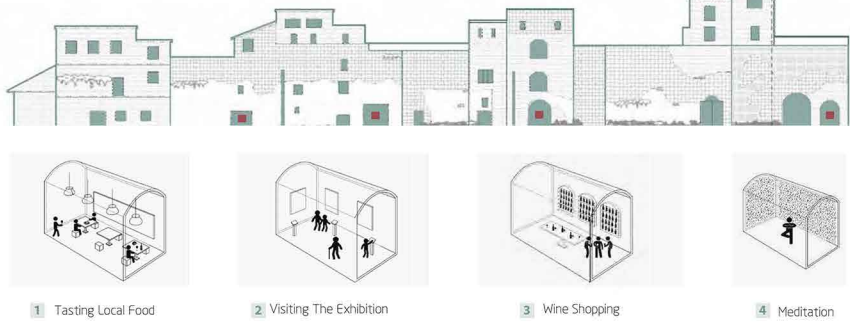 1 Tasting Local Food
2 Visiting The Exhibition
3 Wine Shopping
4 Meditation